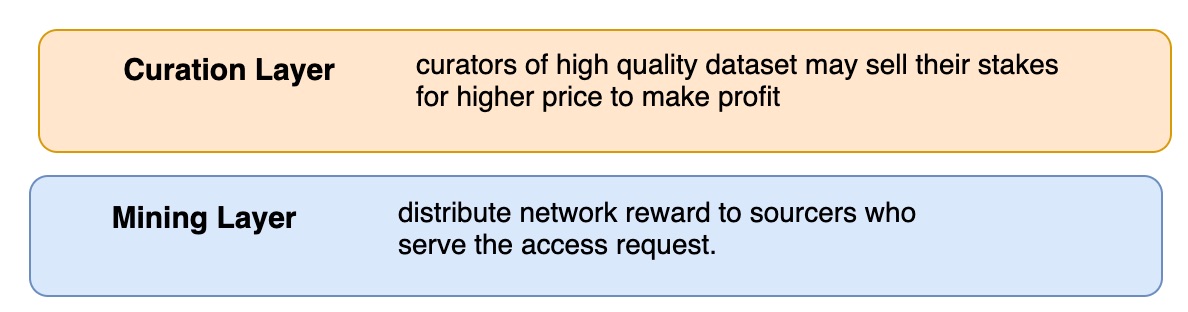 Curation Layer
curators of high quality dataset may sell their stakes
for higher price to make profit
Mining Layer
distribute network reward to sourcers who
serve the access request.